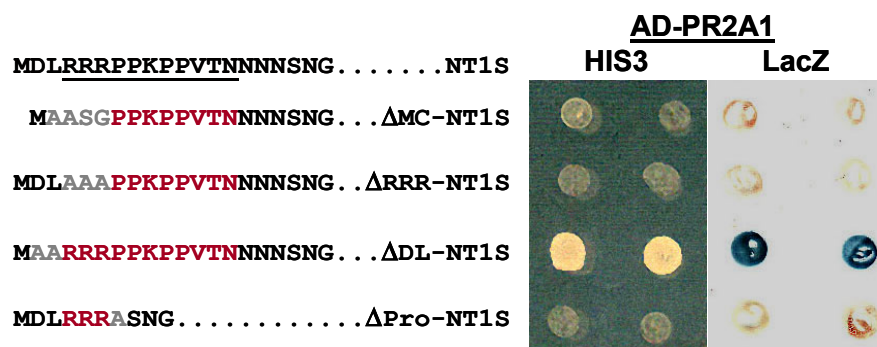 AD-PR2A1
HIS3 LacZ
MDLRRRPPKPPVTNNNNSNG.......NT1S
MAASGPPKPPVTNNNNSNG...ΔMC-NT1S
MDLAAAPPKPPVTNNNNSNG..ΔRRR-NT1S
MAARRRPPKPPVTNNNNSNG...ΔDL-NT1S
MDLRRRASNG............ΔPro-NT1S